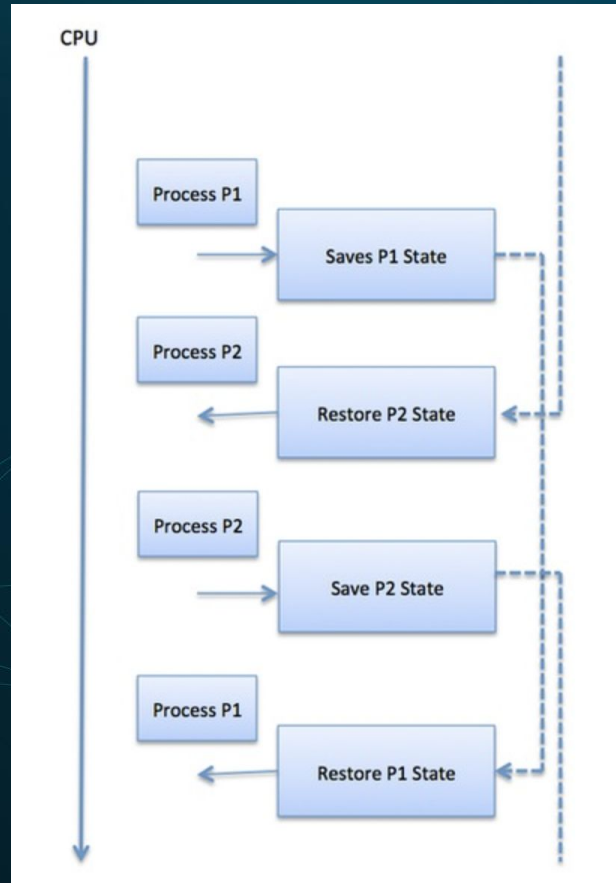 CPU
Process P1
Saves P1 State
Process P2
Restore P2 State
Process P2
Save P2 State
Process P1
Restore P1 State